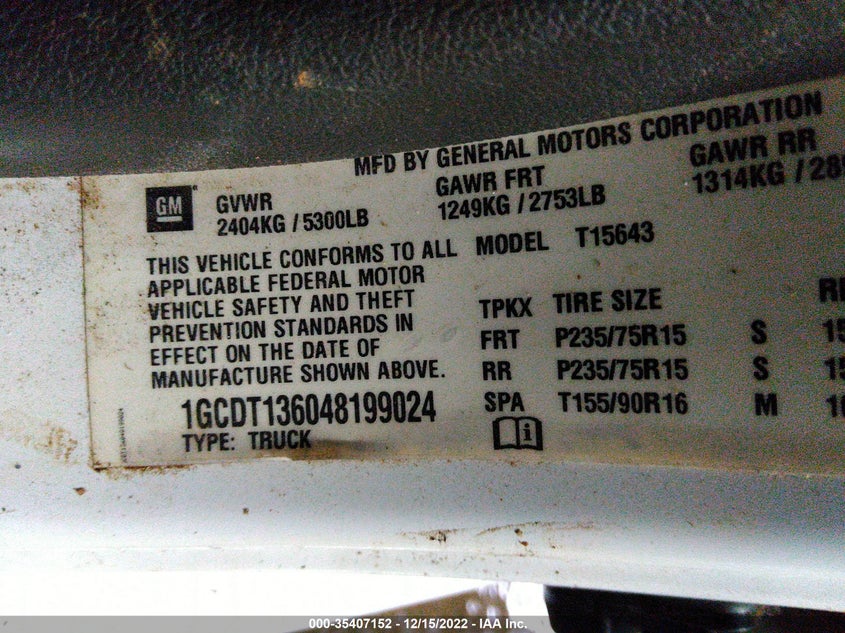 MFD BY GENERAL MOTORS CORPORATION
GM
GVWR GAWR FRT GAWR RR
2404KG / 5300LB 1249KG / 2753LB 1314KG /
THIS VEHICLE CONFORMS TO ALL
APPLICABLE FEDERAL MOTOR
VEHICLE SAFETY AND THEFT
PREVENTION STANDARDS IN
EFFECT ON THE DATE OF
MANUFACTURE SHOWN ABOVE.
1GCDT136048199024
TYPE: TRUCK
MODEL T15643
TPKX TIRE SIZE
FRT P235/75R15 S
RR P235/75R15 S
SPA T155/90R16 M
000-35407152 - 12/15/2022 - IAA Inc.